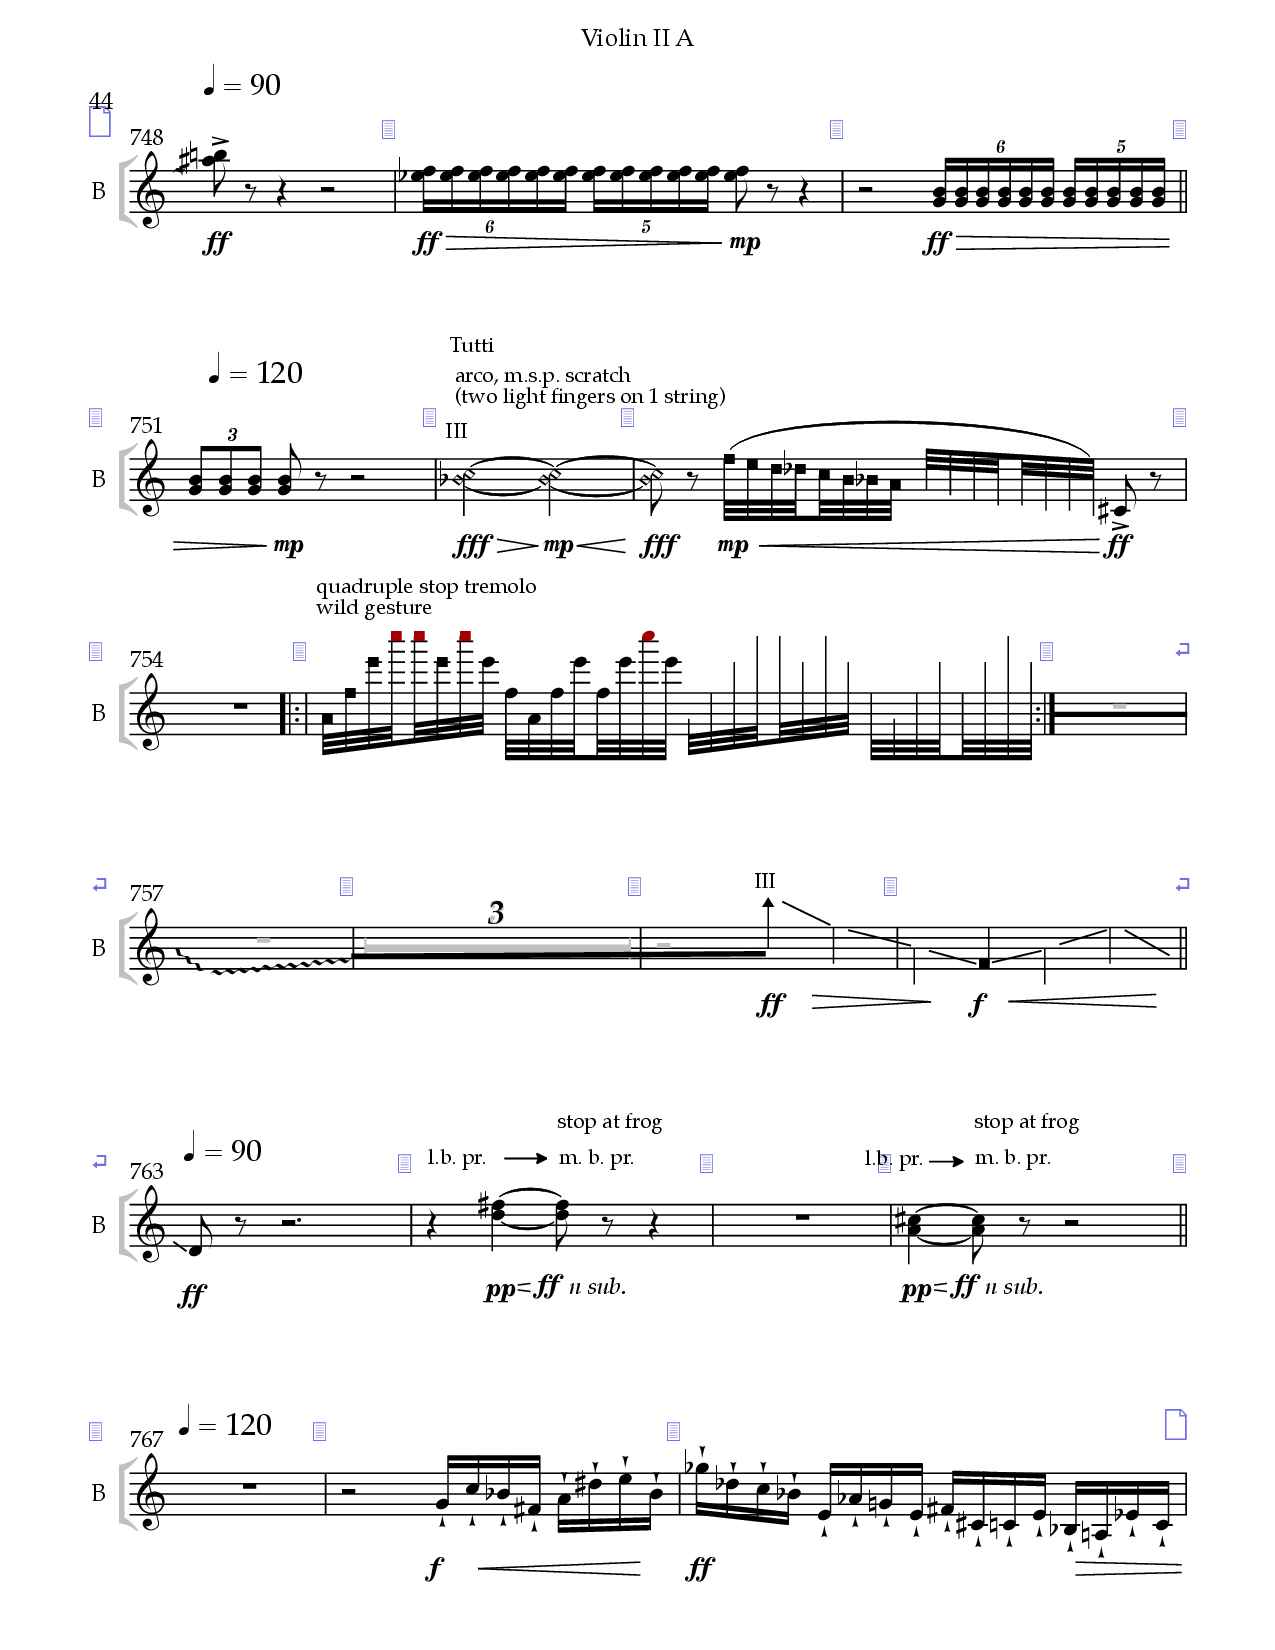 Violin II A
44
♩ = 90
748
B
6
5
6
5
ff
ff
mp
ff
Tutti
♩ = 120
arco, m.s.p. scratch
(two light fingers on 1 string)
751
3
III
B
mp
fff
mp
fff
mp
ff
quadruple stop tremolo
wild gesture
754
B
757
III
3
B
ff
f
stop at frog
stop at frog
♩ = 90
l.b. pr.
m. b. pr.
l.b. pr.
m. b. pr.
763
B
ff
pp
ff n sub.
pp
ff n sub.
♩ = 120
767
B
f
ff